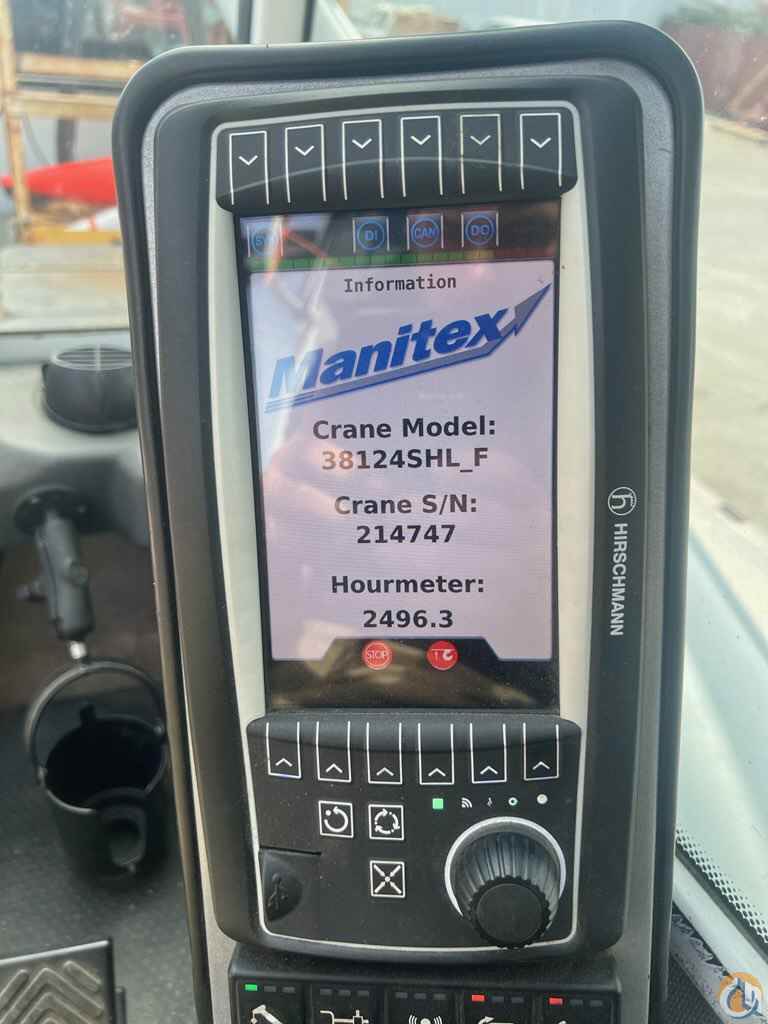 SYS DI CAN DO
Information
Manitex
Crane Model:
38124SHL_F
Crane S/N:
214747
Hourmeter:
2496.3
STOP
h HIRSCHMANN